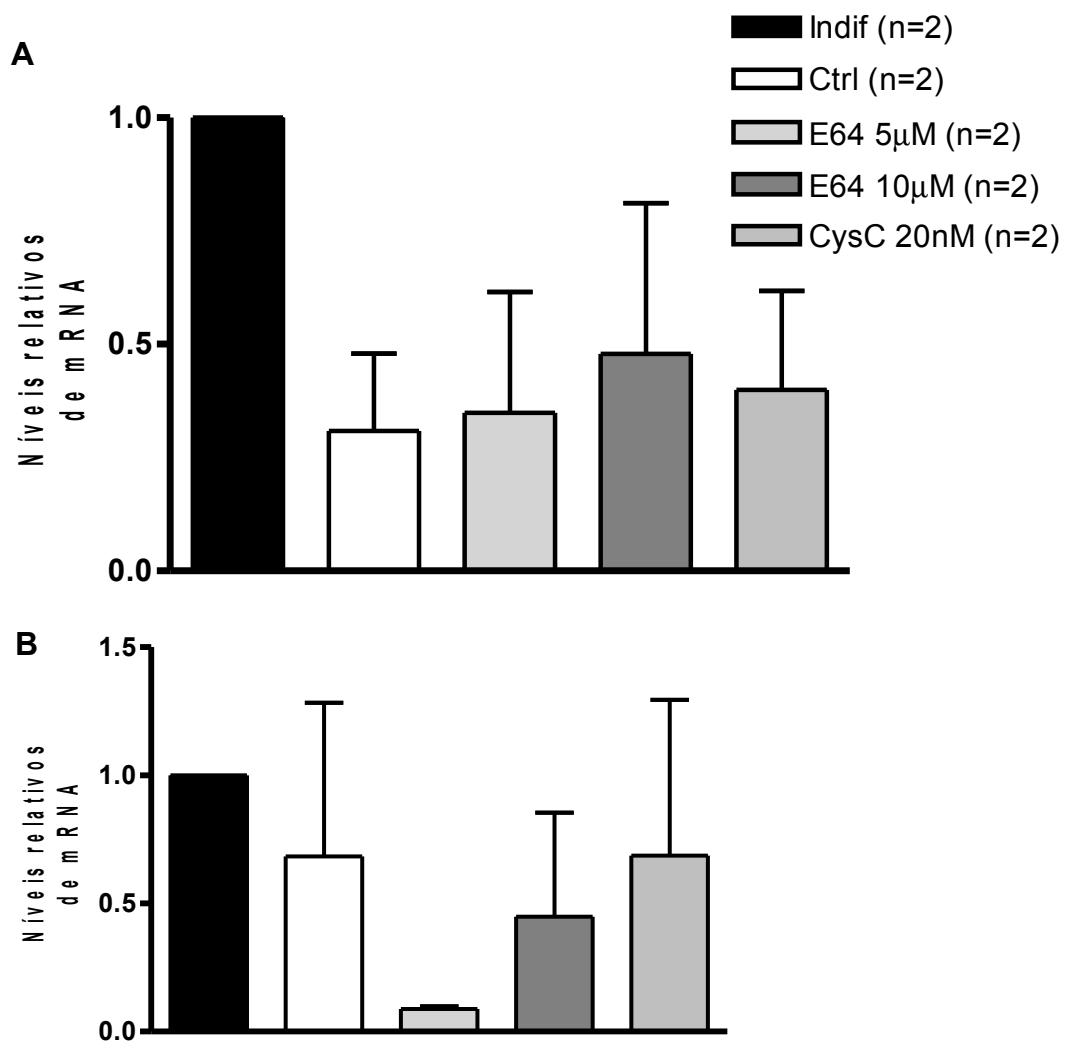 A
Indif (n=2)
Ctrl (n=2)
E64 5μM (n=2)
E64 10μM (n=2)
CysC 20nM (n=2)
1.0
0.5
0.0
Níveis relativos
de mRNA
B
1.5
1.0
0.5
0.0
Níveis relativos
de mRNA